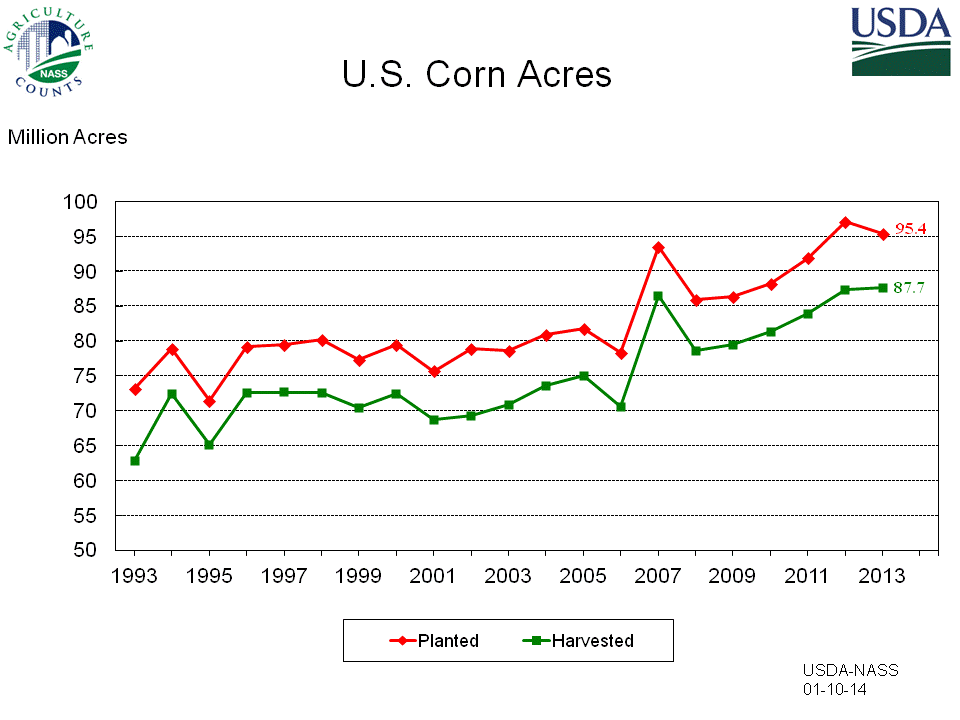 AGRICULTURE
NASS
COUNTS
USDA
U.S. Corn Acres
Million Acres
100
95
90
85
80
75
70
65
60
55
50
95.4
87.7
1993 1995 1997 1999 2001 2003 2005 2007 2009 2011 2013
Planted Harvested
USDA-NASS
01-10-14